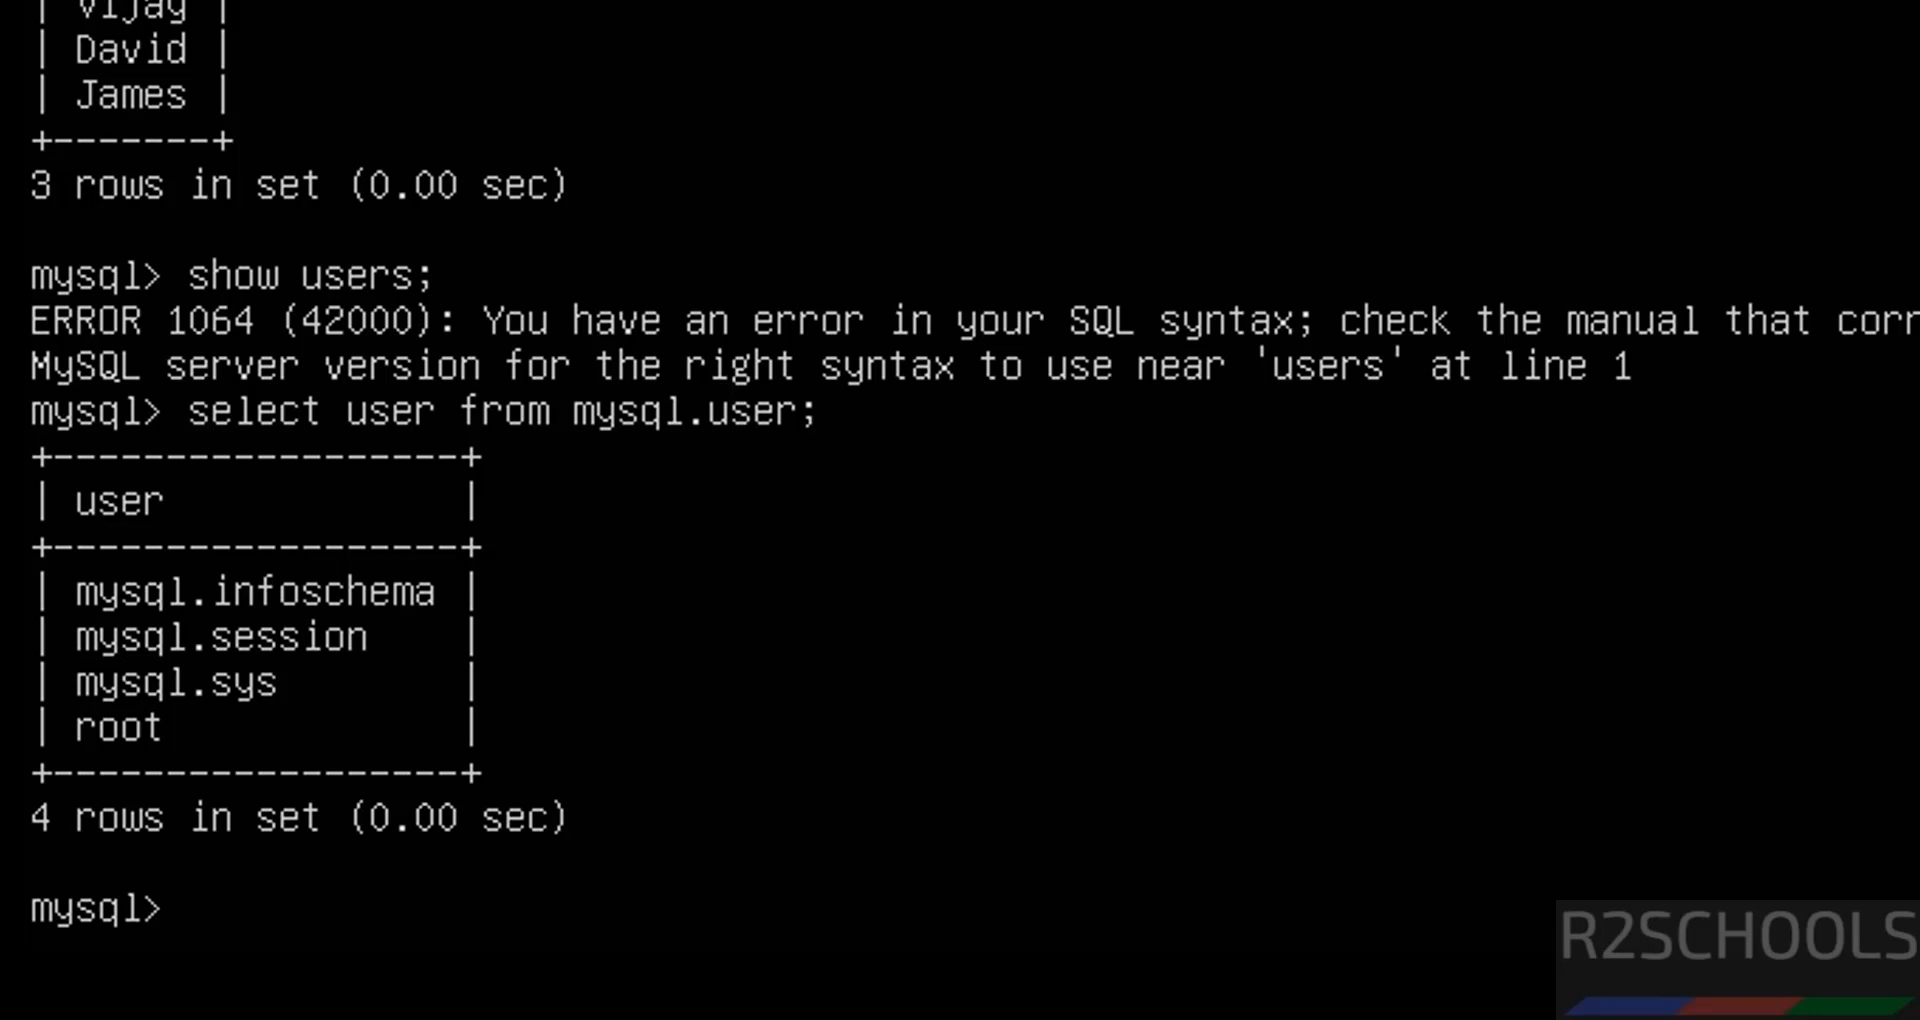 | Vijay |
| David |
| James |
+-------+
3 rows in set (0.00 sec)
mysql> show users;
ERROR 1064 (42000): You have an error in your SQL syntax; check the manual that corr
MySQL server version for the right syntax to use near 'users' at line 1
mysql> select user from mysql.user;
+------------------+
| user             |
+------------------+
| mysql.infoschema |
| mysql.session    |
| mysql.sys        |
| root             |
+------------------+
4 rows in set (0.00 sec)
mysql>
R2SCHOOLS